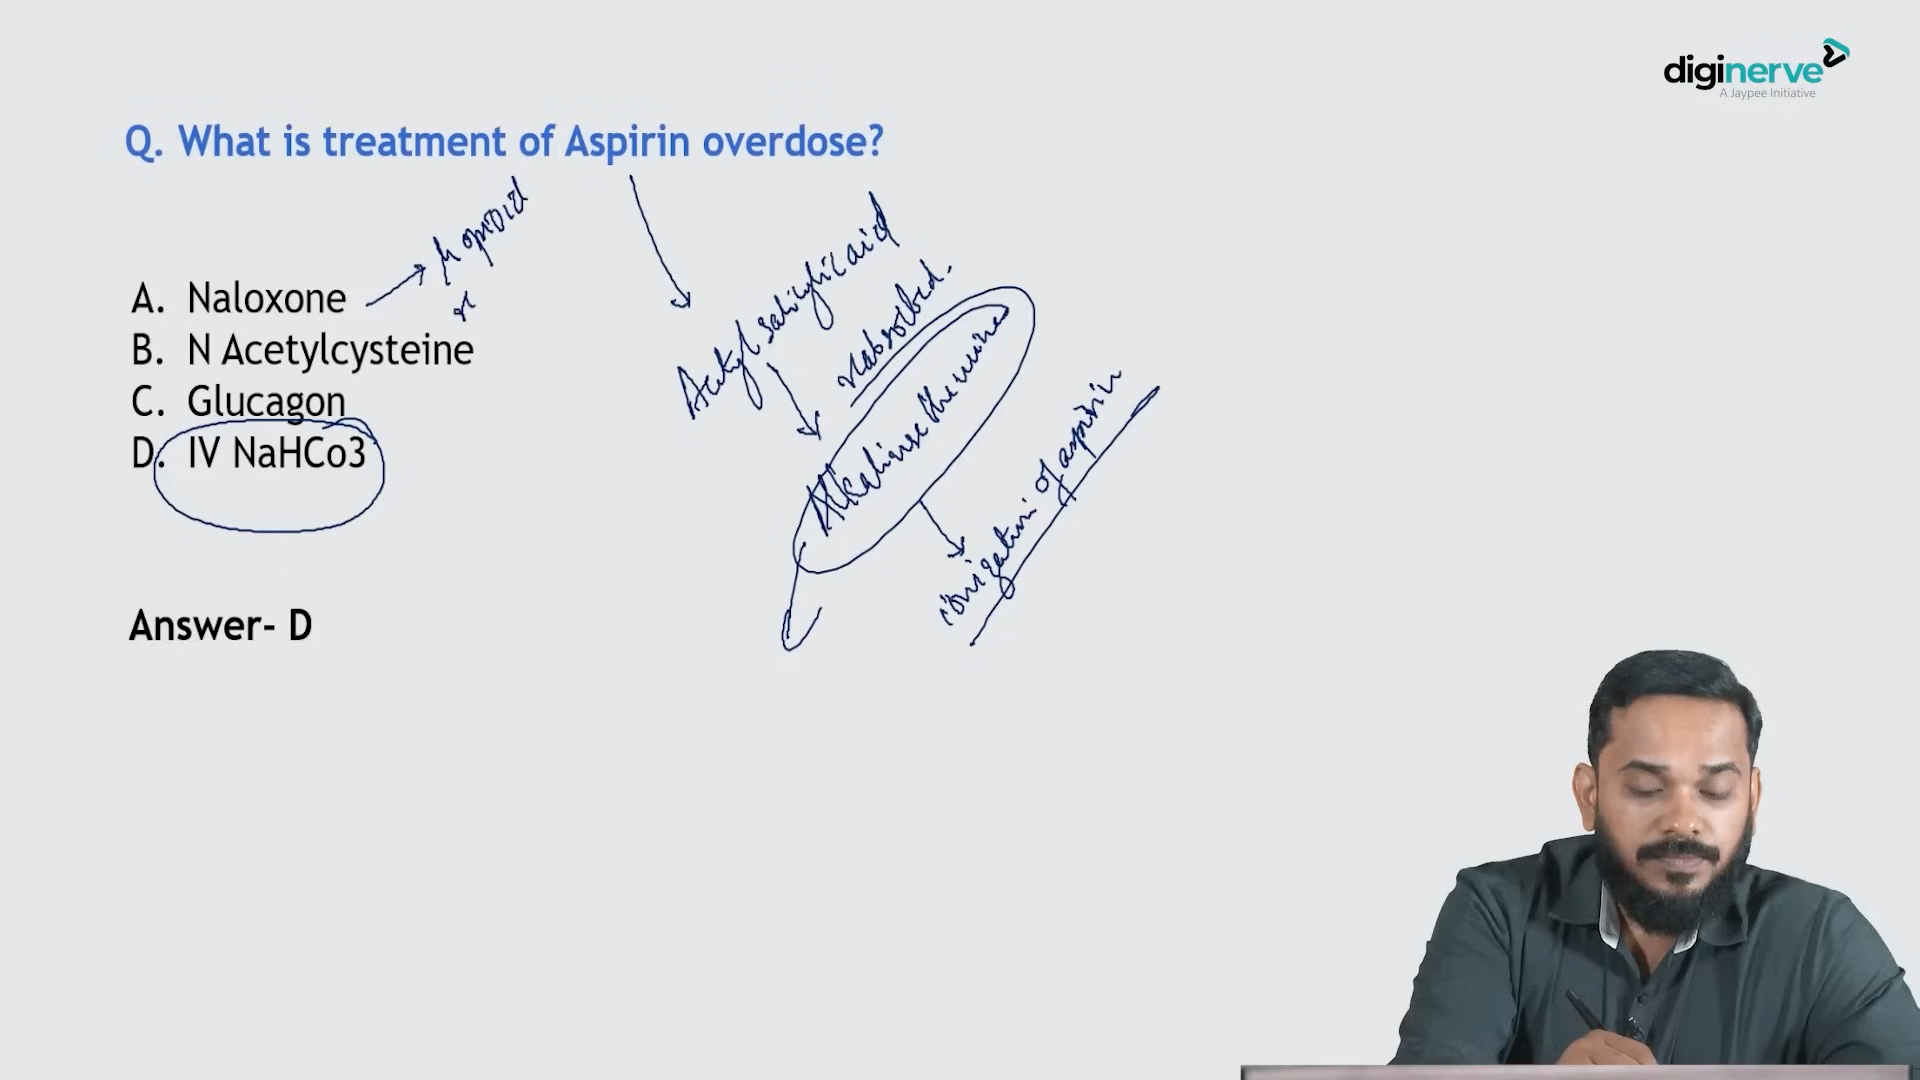 diginerve
A Jaypee Initiative
Q. What is treatment of Aspirin overdose?
A. Naloxone
μ opioid
B. N Acetylcysteine
C. Glucagon
D. IV NaHCo3
Acetyl salicylic acid
reabsorbed.
Alkalinise the urine
ionization of aspirin
Answer- D